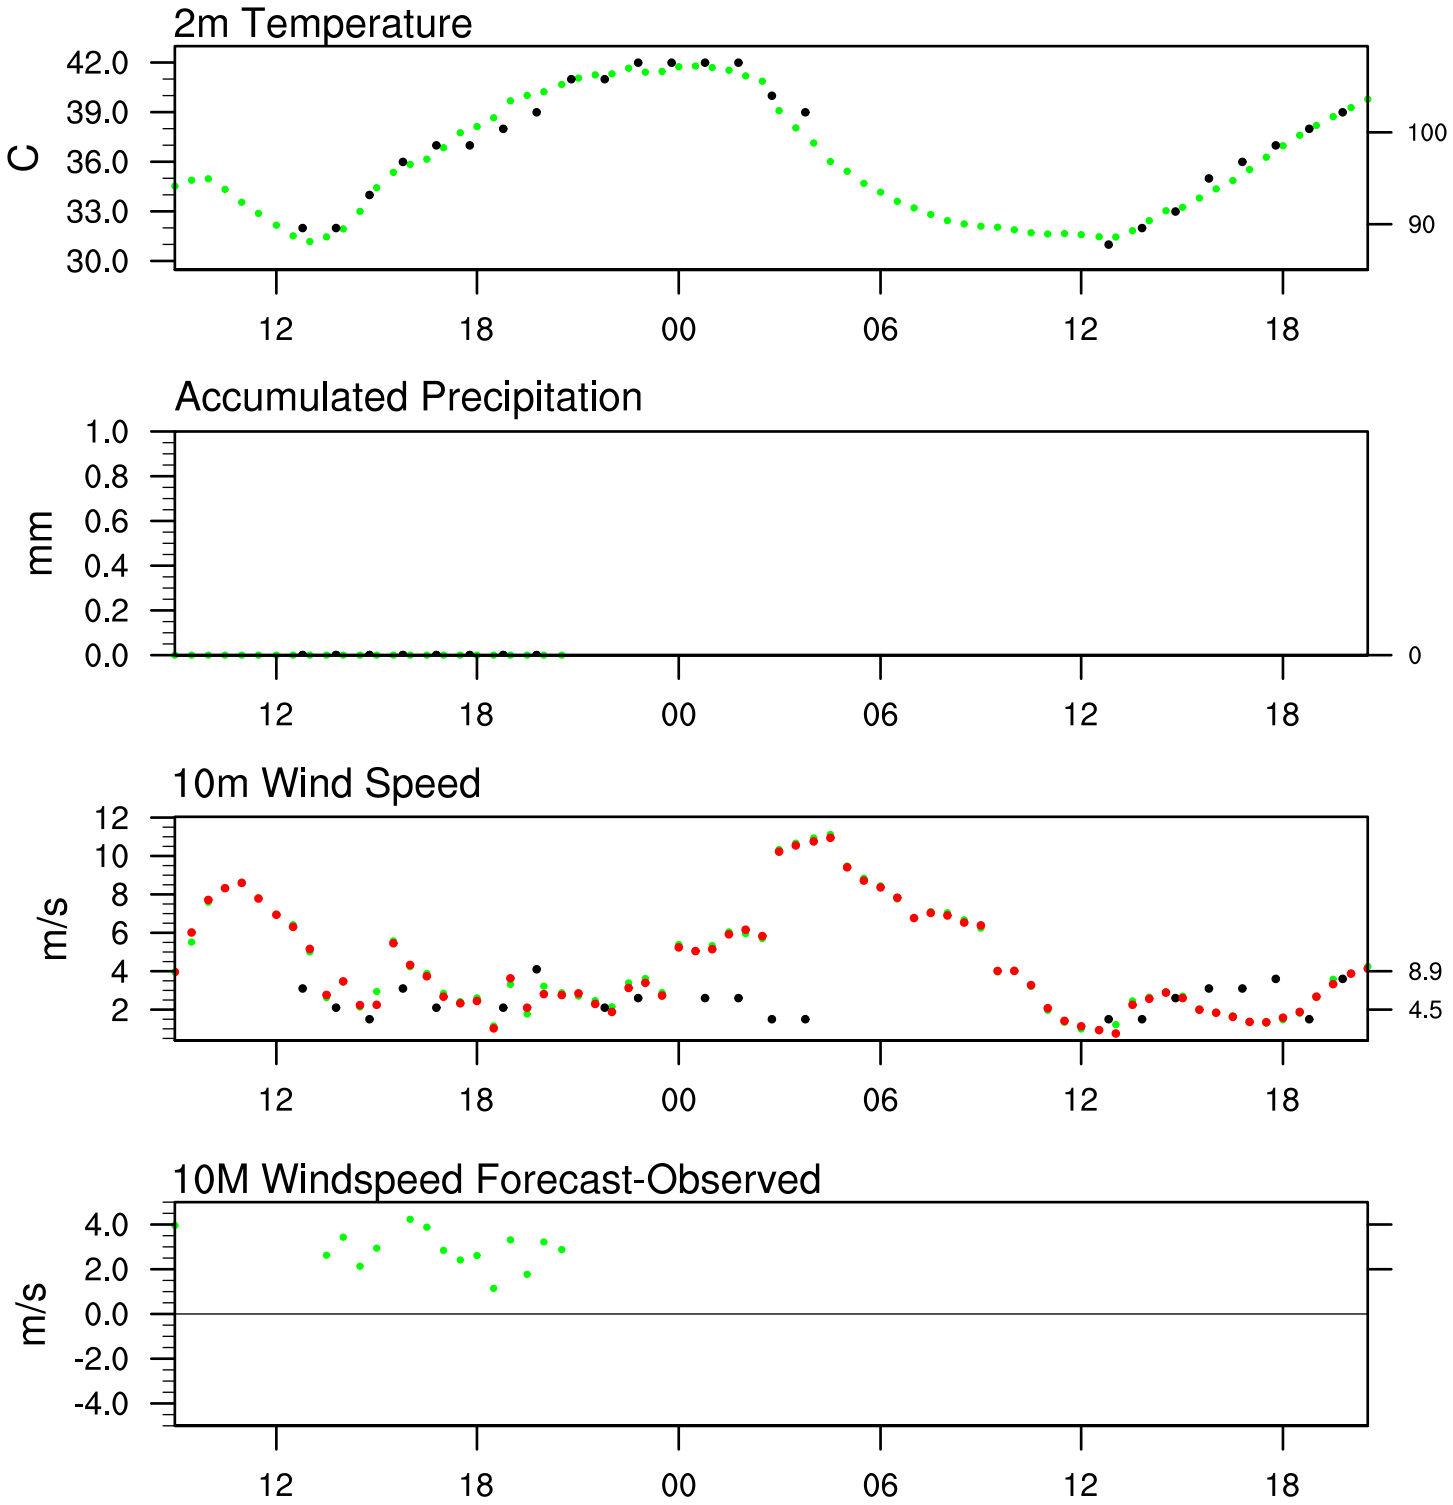 2m Temperature
42.0
39.0
36.0
33.0
30.0
C
100
90
12 18 00 06 12 18
Accumulated Precipitation
1.0
0.8
0.6
0.4
0.2
0.0
mm
0
12 18 00 06 12 18
10m Wind Speed
12
10
8
6
4
2
m/s
8.9
4.5
12 18 00 06 12 18
10M Windspeed Forecast-Observed
4.0
2.0
0.0
-2.0
-4.0
m/s
12 18 00 06 12 18